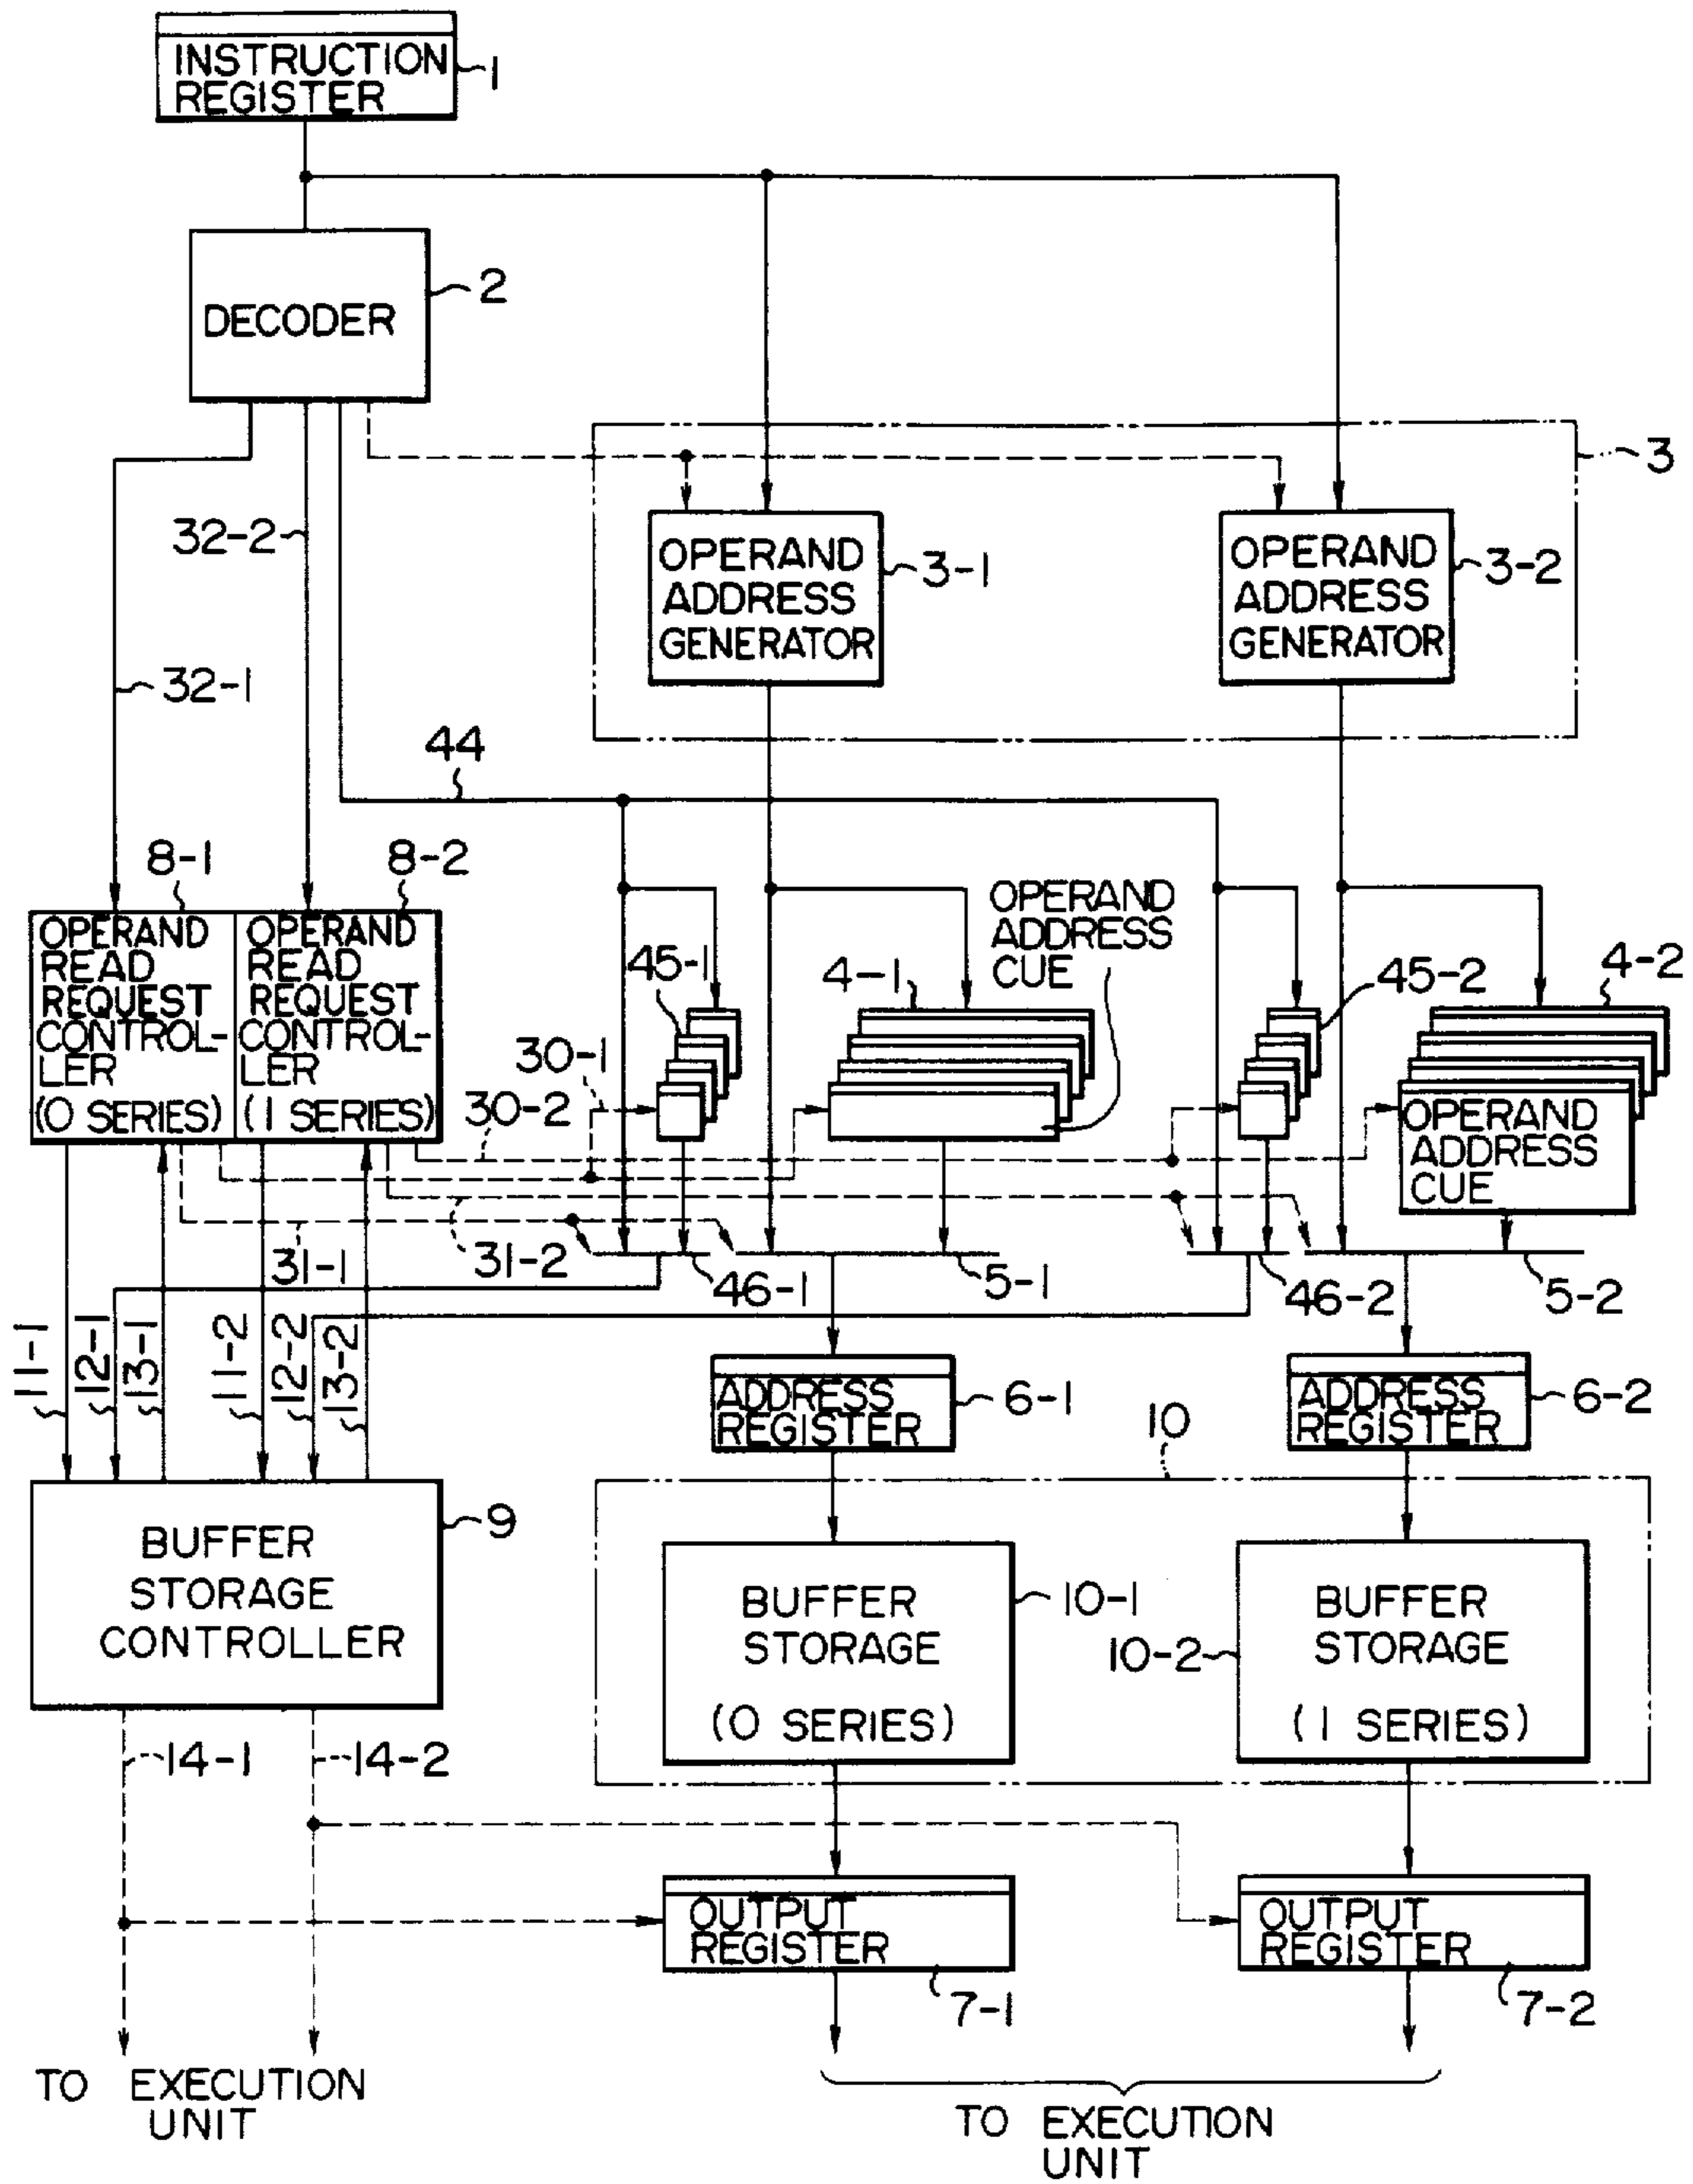 INSTRUCTION
REGISTER
1
DECODER
2
3
32-2
OPERAND
ADDRESS
GENERATOR
3-1
OPERAND
ADDRESS
GENERATOR
3-2
32-1
44
8-1
8-2
OPERAND
READ
REQUEST
CONTROL-
LER
(0 SERIES)
OPERAND
READ
REQUEST
CONTROL-
LER
(1 SERIES)
45-1
4-1
OPERAND
ADDRESS
CUE
45-2
4-2
30-1
30-2
OPERAND
ADDRESS
CUE
31-1
31-2
46-1
5-1
46-2
5-2
11-1
12-1
13-1
11-2
12-2
13-2
ADDRESS
REGISTER
6-1
10
ADDRESS
REGISTER
6-2
BUFFER
STORAGE
CONTROLLER
9
BUFFER
STORAGE
(0 SERIES)
10-1
10-2
BUFFER
STORAGE
(1 SERIES)
14-1
14-2
OUTPUT
REGISTER
7-1
OUTPUT
REGISTER
7-2
TO EXECUTION
UNIT
TO EXECUTION
UNIT